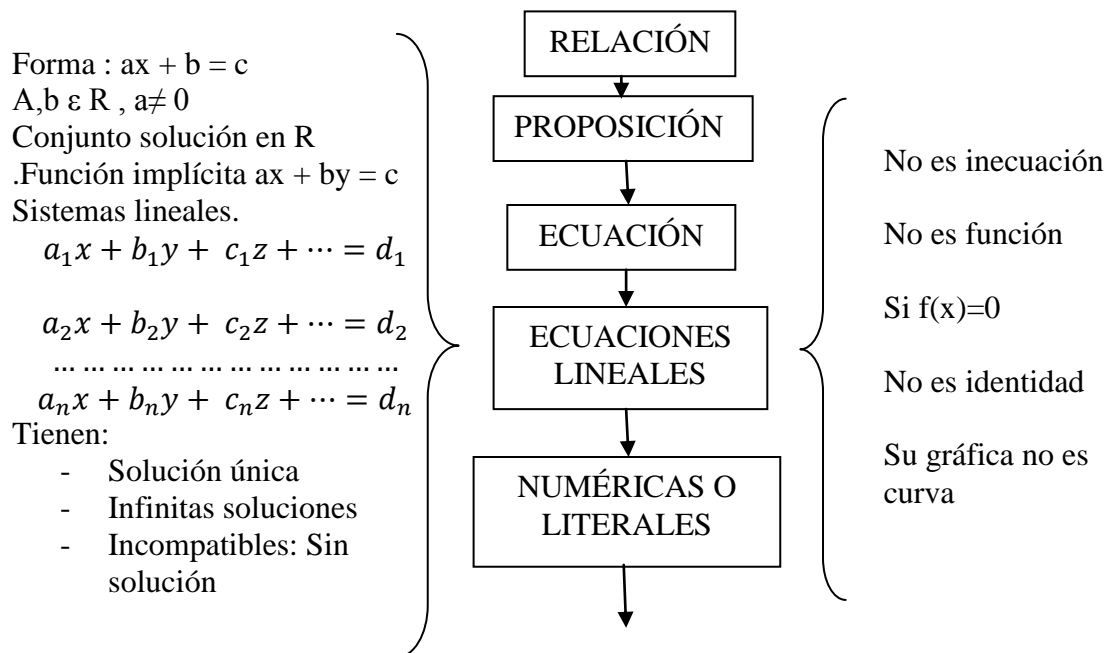 Forma : ax + b = c
A,b ε R , a≠ 0
Conjunto solución en R
.Función implícita ax + by = c
Sistemas lineales.
a₁x + b₁y + c₁z + ⋯ = d₁
a₂x + b₂y + c₂z + ⋯ = d₂
… … … … … … … … … … … …
aₙx + bₙy + cₙz + ⋯ = dₙ
Tienen:
- Solución única
- Infinitas soluciones
- Incompatibles: Sin
solución
RELACIÓN
PROPOSICIÓN
ECUACIÓN
ECUACIONES
LINEALES
NUMÉRICAS O
LITERALES
No es inecuación
No es función
Si f(x)=0
No es identidad
Su gráfica no es
curva